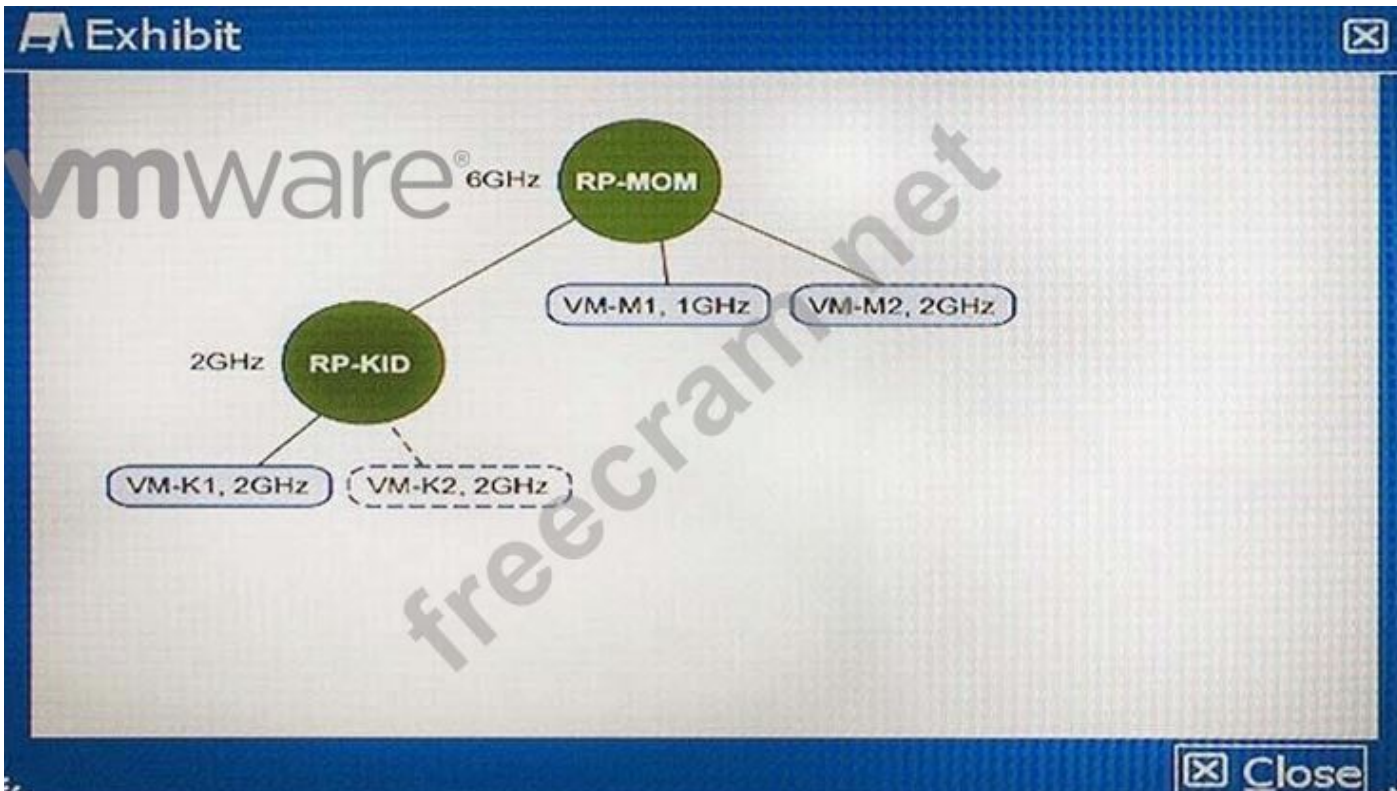 Exhibit
vmware®
6GHz
RP-MOM
VM-M1, 1GHz
VM-M2, 2GHz
2GHz
RP-KID
VM-K1, 2GHz
VM-K2, 2GHz
freecram.net
Close